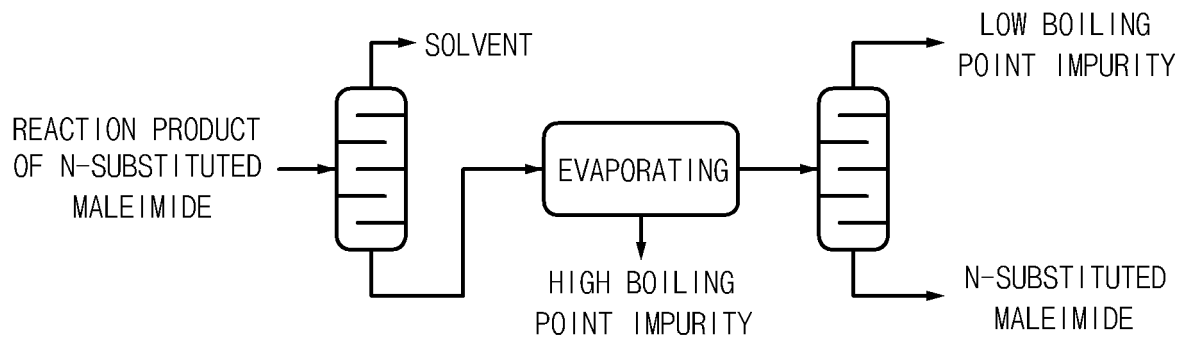 SOLVENT
LOW BOILING
POINT IMPURITY
REACTION PRODUCT
OF N-SUBSTITUTED
MALEIMIDE
EVAPORATING
HIGH BOILING
POINT IMPURITY
N-SUBSTITUTED
MALEIMIDE